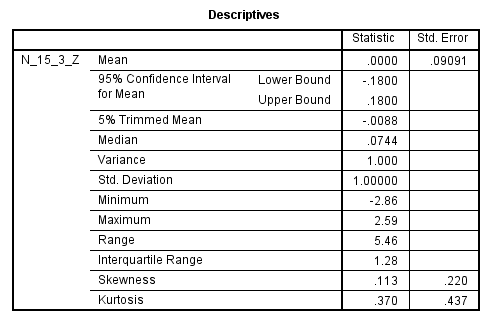 Descriptives
Statistic Std. Error
N_15_3_Z Mean .0000 .09091
95% Confidence Interval for Mean Lower Bound -.1800
Upper Bound .1800
5% Trimmed Mean -.0088
Median .0744
Variance 1.000
Std. Deviation 1.00000
Minimum -2.86
Maximum 2.59
Range 5.46
Interquartile Range 1.28
Skewness .113 .220
Kurtosis .370 .437